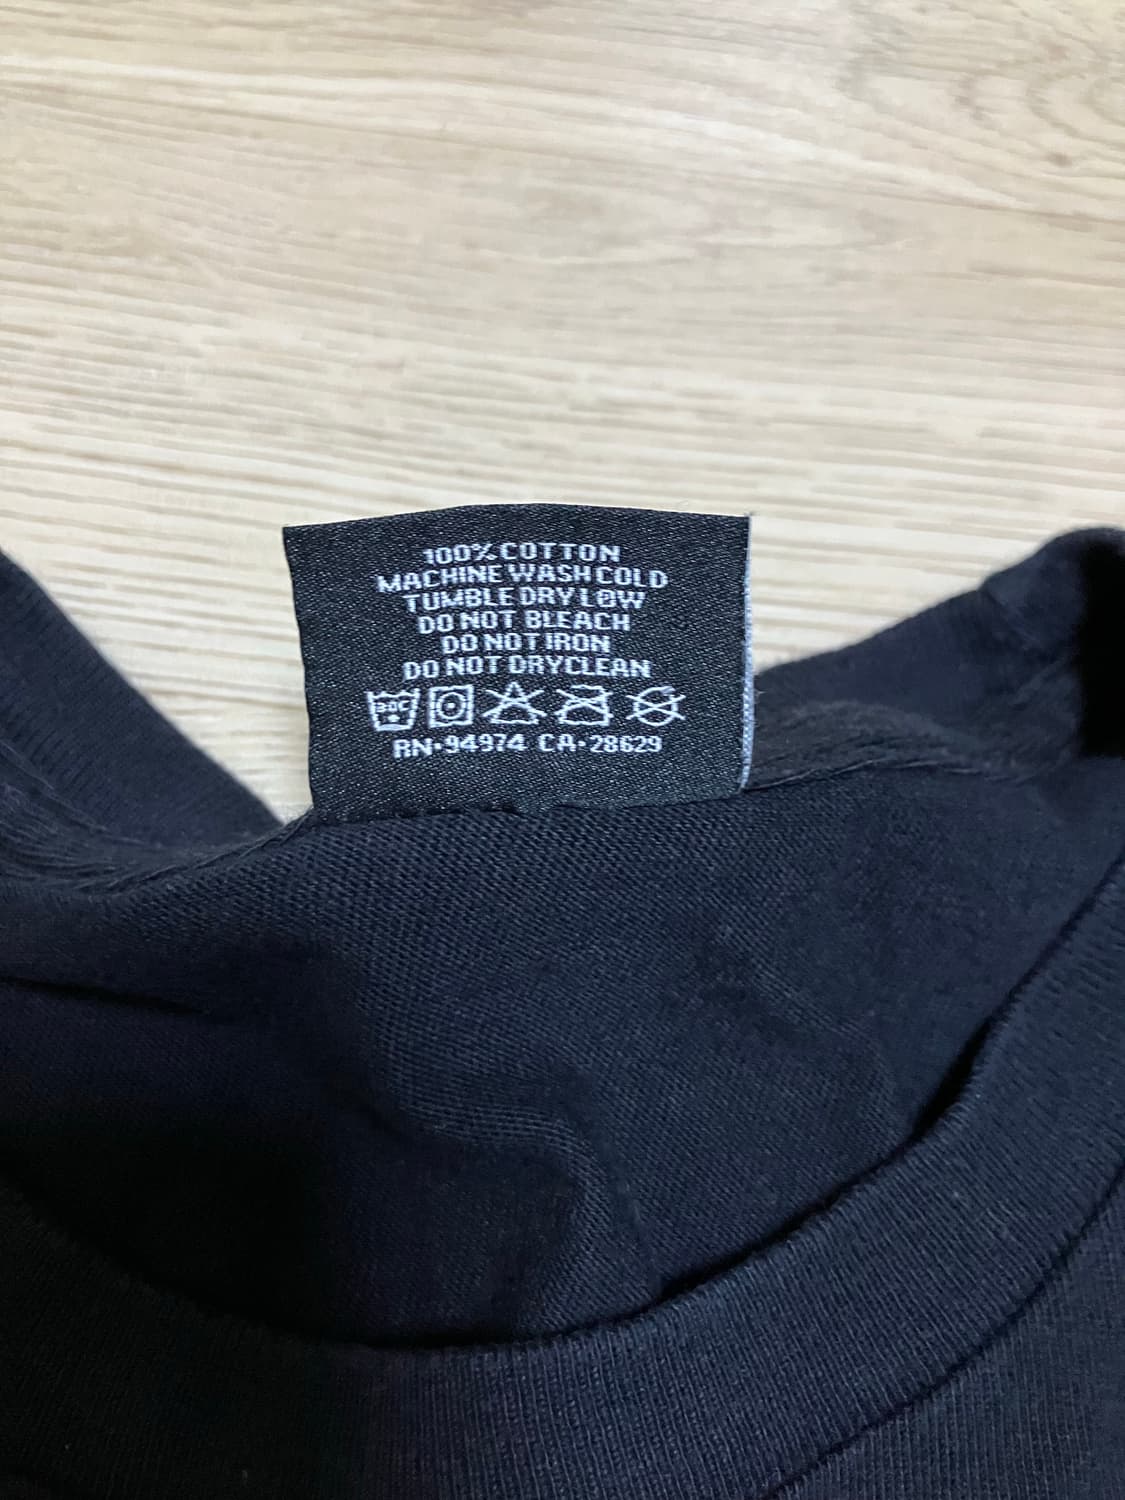 100% COTTON
MACHINE WASH COLD
TUMBLE DRY LOW
DO NOT BLEACH
DO NOT IRON
DO NOT DRYCLEAN
30C
RN•94974 CA•28629